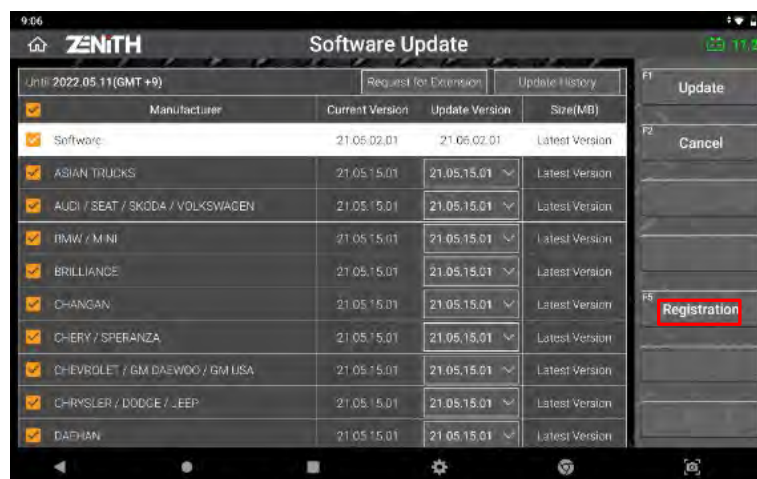 9:06
ZENITH Software Update 11.2
Until 2022.05.11(GMT +9) Request for Extension Update History
Manufacturer Current Version Update Version Size(MB)
Software 21.05.02.01 21.05.02.01 Latest Version
ASIAN TRUCKS 21.05.15.01 21.05.15.01 Latest Version
AUDI / SEAT / SKODA / VOLKSWAGEN 21.05.15.01 21.05.15.01 Latest Version
BMW / MINI 21.05.15.01 21.05.15.01 Latest Version
BRILLIANCE 21.05.15.01 21.05.15.01 Latest Version
CHANGAN 21.05.15.01 21.05.15.01 Latest Version
CHERY / SPERANZA 21.05.15.01 21.05.15.01 Latest Version
CHEVROLET / GM DAEWOO / GM USA 21.05.15.01 21.05.15.01 Latest Version
CHRYSLER / DODGE / JEEP 21.05.15.01 21.05.15.01 Latest Version
DAEHAN 21.05.15.01 21.05.15.01 Latest Version
F1 Update
F2 Cancel
F5 Registration